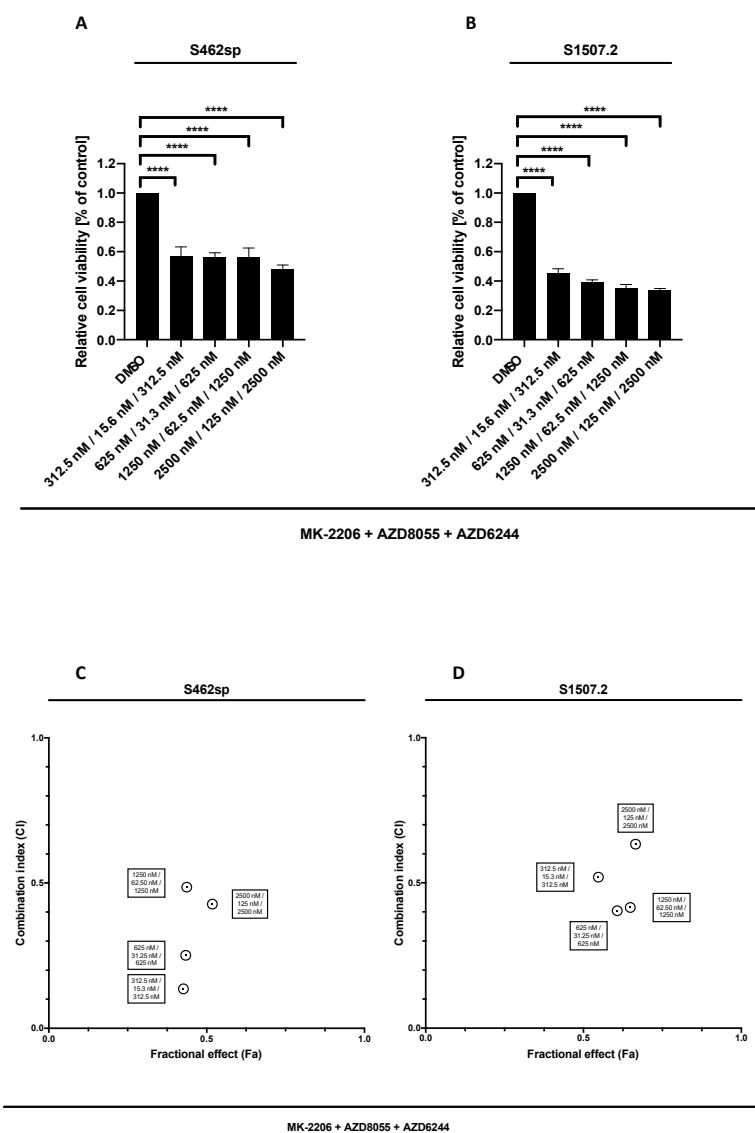 A
S462sp
****
****
****
****
Relative cell viability [% of control]
1.2
1.0
0.8
0.6
0.4
0.2
0.0
DMSO
312.5 nM / 15.6 nM / 312.5 nM
625 nM / 31.3 nM / 625 nM
1250 nM / 62.5 nM / 1250 nM
2500 nM / 125 nM / 2500 nM
B
S1507.2
****
****
****
****
Relative cell viability [% of control]
1.2
1.0
0.8
0.6
0.4
0.2
0.0
DMSO
312.5 nM / 15.6 nM / 312.5 nM
625 nM / 31.3 nM / 625 nM
1250 nM / 62.5 nM / 1250 nM
2500 nM / 125 nM / 2500 nM
MK-2206 + AZD8055 + AZD6244
C
S462sp
Combination index (CI)
1.0
0.5
0.0
1250 nM /
62.50 nM /
1250 nM
2500 nM /
125 nM /
2500 nM
625 nM /
31.25 nM /
625 nM
312.5 nM /
15.3 nM /
312.5 nM
0.0
0.5
1.0
Fractional effect (Fa)
D
S1507.2
Combination index (CI)
1.0
0.5
0.0
2500 nM /
125 nM /
2500 nM
312.5 nM /
15.3 nM /
312.5 nM
1250 nM /
62.50 nM /
1250 nM
625 nM /
31.25 nM /
625 nM
0.0
0.5
1.0
Fractional effect (Fa)
MK-2206 + AZD8055 + AZD6244